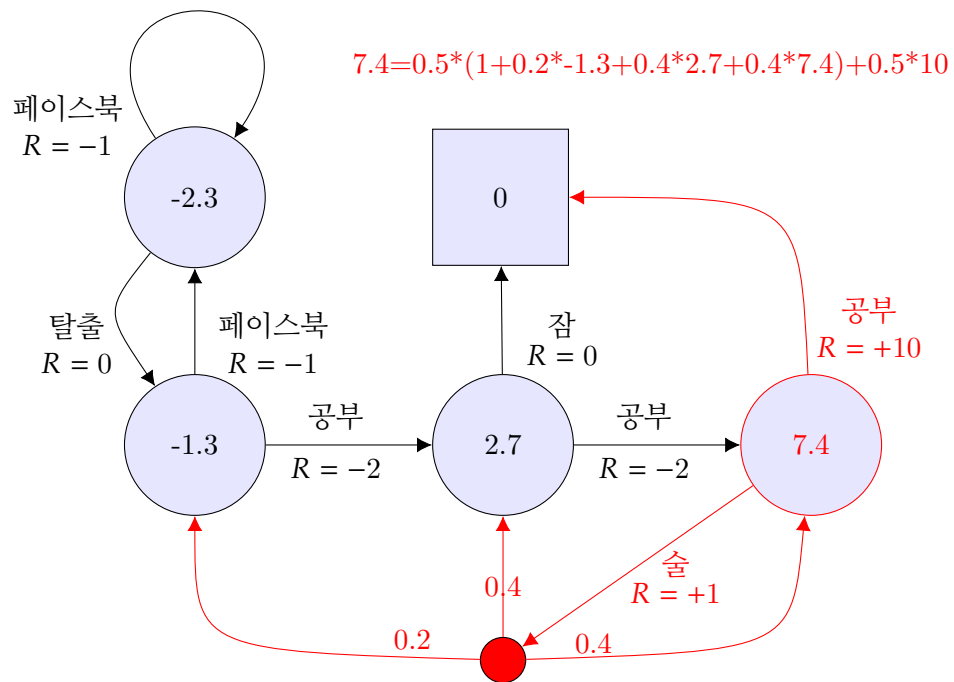 7.4=0.5*(1+0.2*-1.3+0.4*2.7+0.4*7.4)+0.5*10
페이스북
R = −1
-2.3
0
탈출
R = 0
페이스북
R = −1
잠
R = 0
공부
R = +10
-1.3
공부
R = −2
2.7
공부
R = −2
7.4
술
R = +1
0.4
0.2
0.4